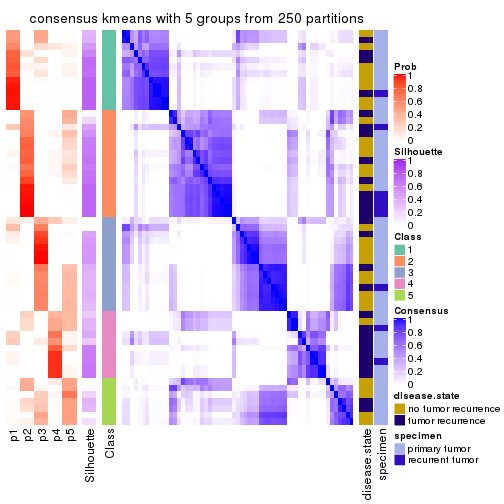 consensus kmeans with 5 groups from 250 partitions
Prob
1
0.8
0.6
0.4
0.2
0
Silhouette
1
0.8
0.6
0.4
0.2
0
Class
1
2
3
4
5
Consensus
1
0.8
0.6
0.4
0.2
0
disease.state
no tumor recurrence
tumor recurrence
specimen
primary tumor
recurrent tumor
p1
p2
p3
p4
p5
Silhouette
Class
disease.state
specimen